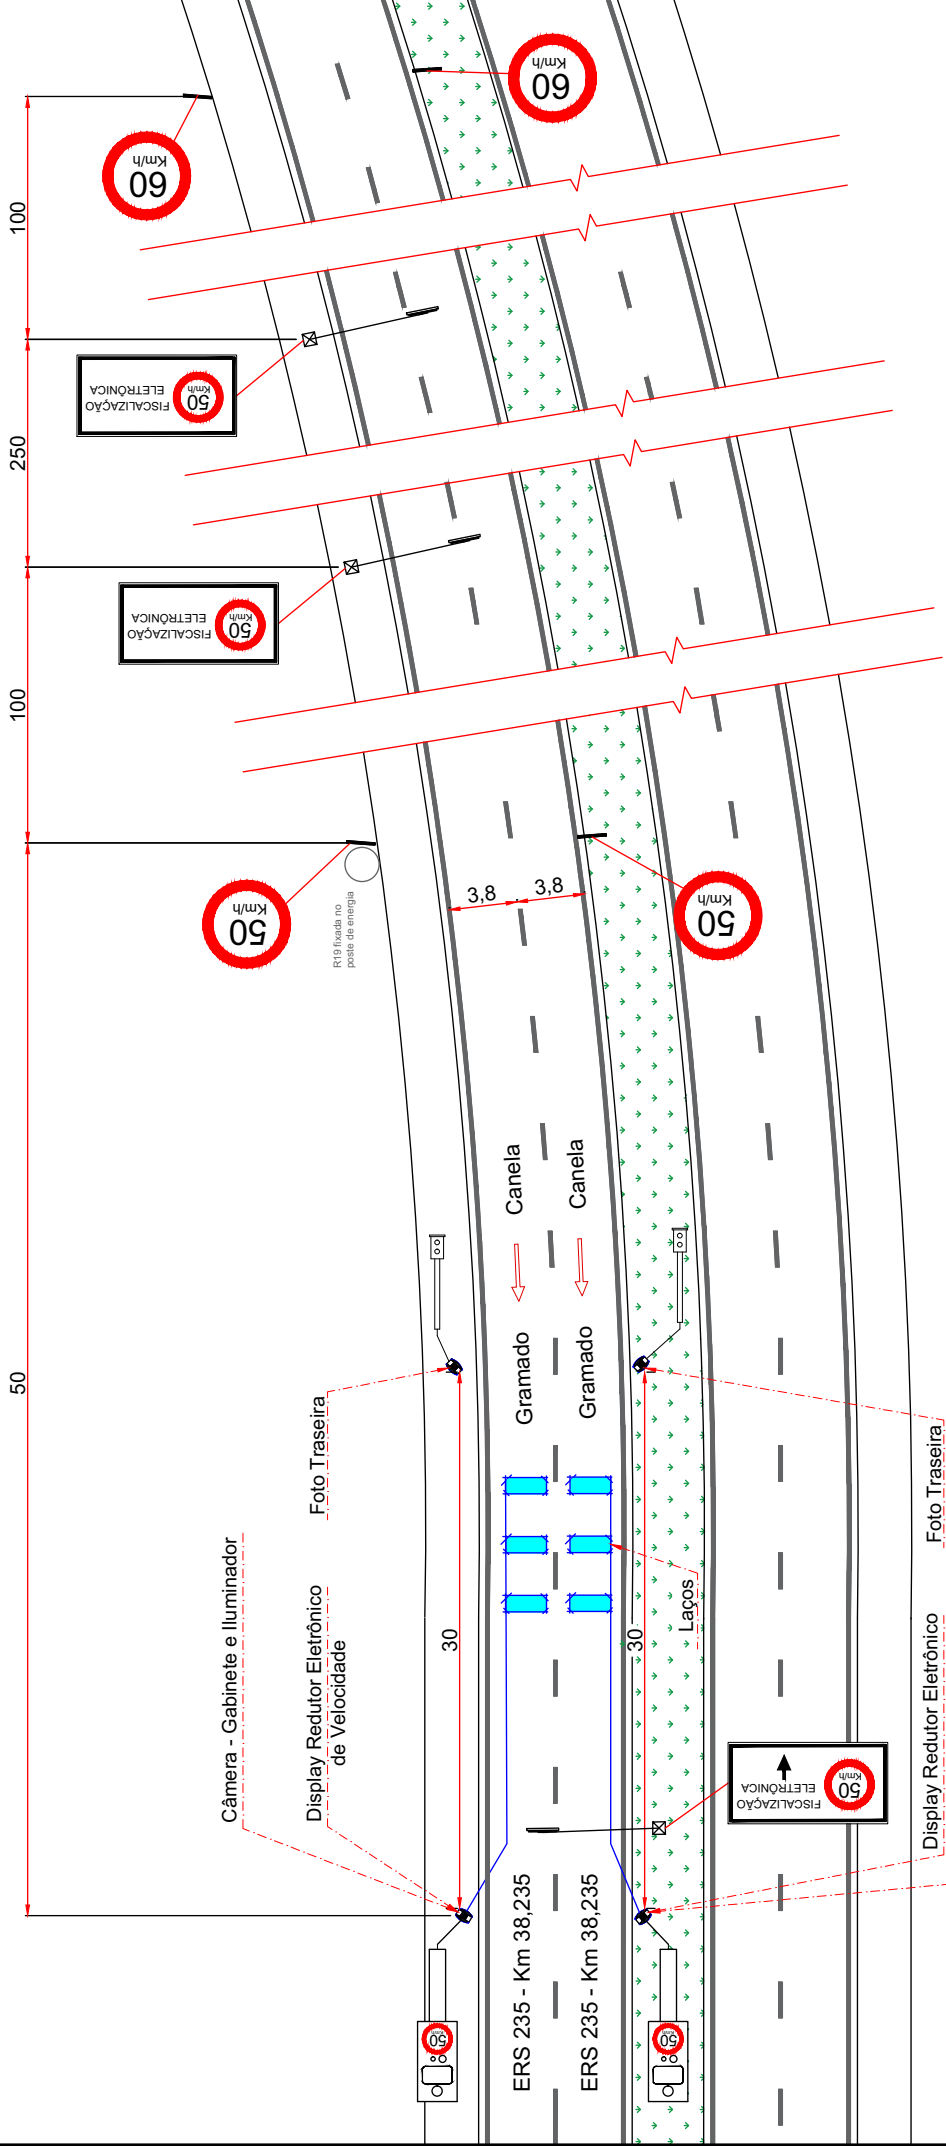 60
Km/h
60
Km/h
100
FISCALIZAÇÃO
ELETRÔNICA
50
Km/h
250
FISCALIZAÇÃO
ELETRÔNICA
50
Km/h
100
50
Km/h
R19 fixada no
poste de energia
3,8
3,8
50
Km/h
Canela
Canela
Gramado
Gramado
50
Foto Traseira
Foto Traseira
Câmera - Gabinete e Iluminador
Display Redutor Eletrônico
de Velocidade
30
30
Laços
FISCALIZAÇÃO
ELETRÔNICA
50
Km/h
Display Redutor Eletrônico
ERS 235 - Km 38,235
ERS 235 - Km 38,235
50
Km/h
50
Km/h